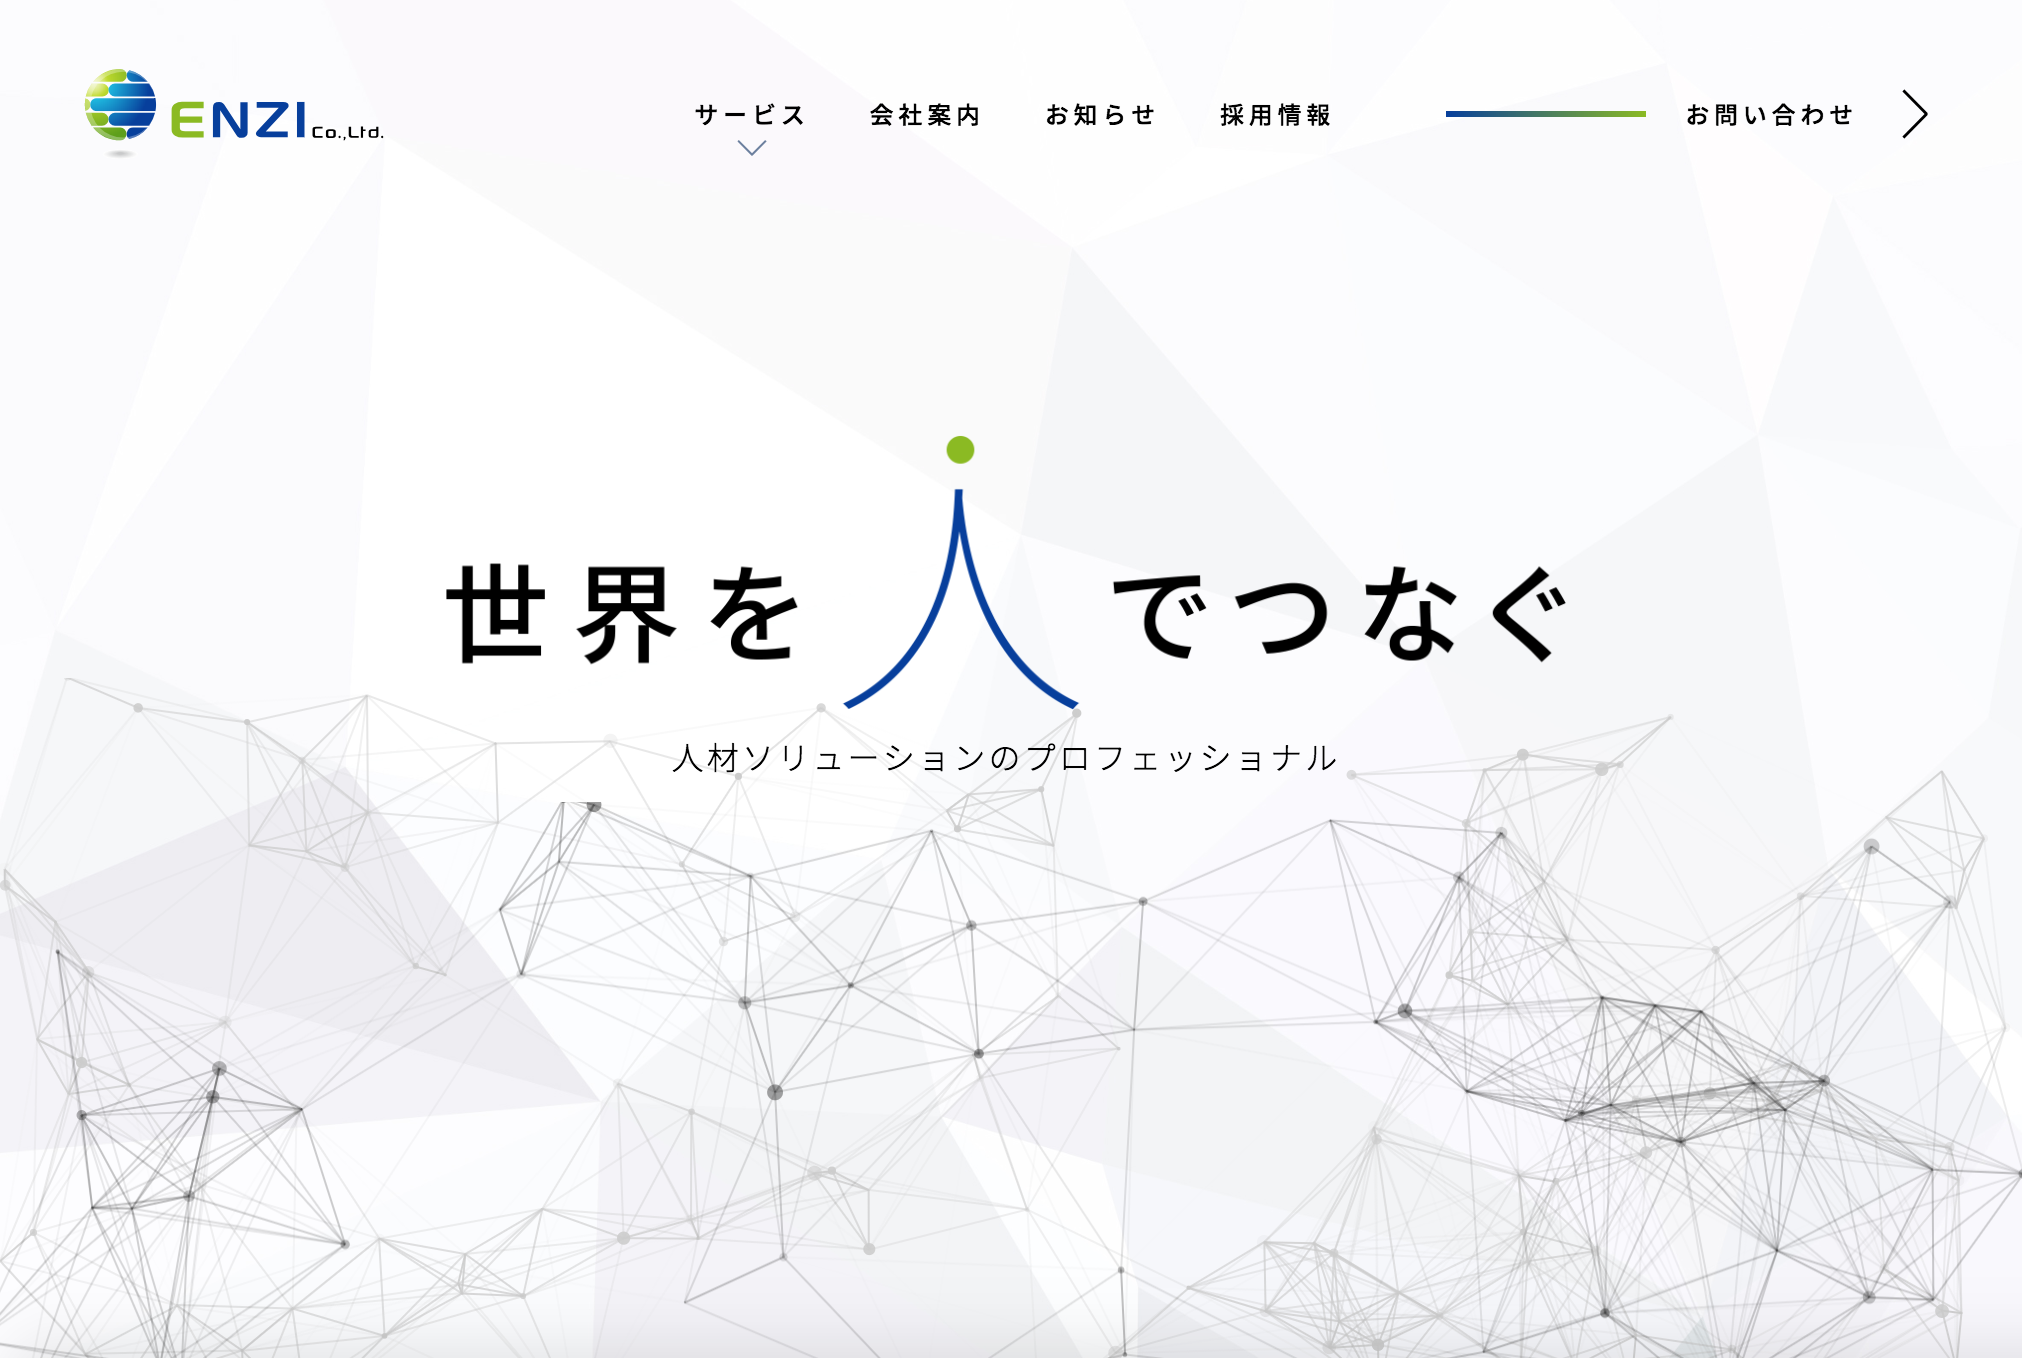 ENZI Co.,Ltd.
サービス
会社案内
お知らせ
採用情報
お問い合わせ
世界を人でつなぐ
人材ソリューションのプロフェッショナル